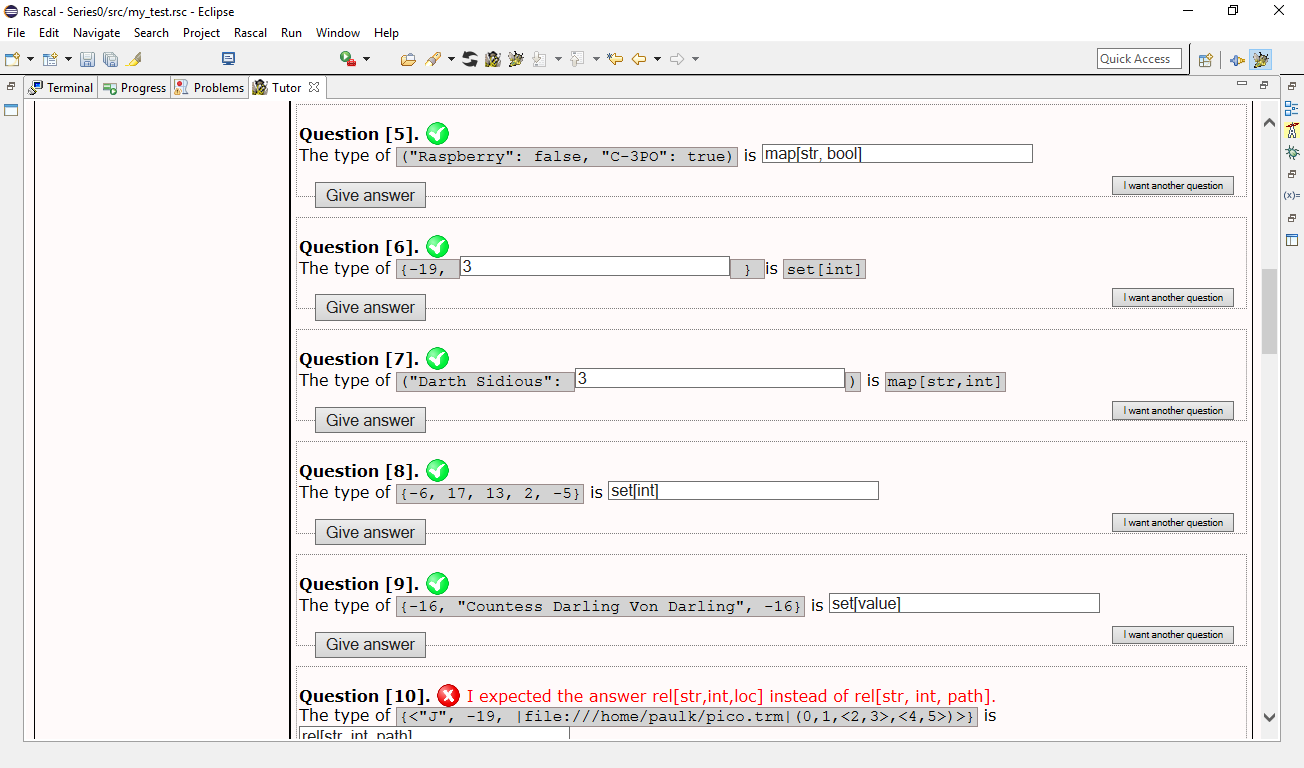 Rascal - Series0/src/my_test.rsc - Eclipse
File Edit Navigate Search Project Rascal Run Window Help
Quick Access
Terminal Progress Problems Tutor
Question [5].
The type of ("Raspberry": false, "C-3PO": true) is map[str, bool]
I want another question
Give answer
Question [6].
The type of {-19, 3 } is set[int]
I want another question
Give answer
Question [7].
The type of ("Darth Sidious": 3 ) is map[str,int]
I want another question
Give answer
Question [8].
The type of {-6, 17, 13, 2, -5} is set[int]
I want another question
Give answer
Question [9].
The type of {-16, "Countess Darling Von Darling", -16} is set[value]
I want another question
Give answer
Question [10]. I expected the answer rel[str,int,loc] instead of rel[str, int, path].
The type of {<"J", -19, |file:///home/paulk/pico.trm|(0,1,<2,3>,<4,5>)>} is
rel[str, int, path]
(x)=